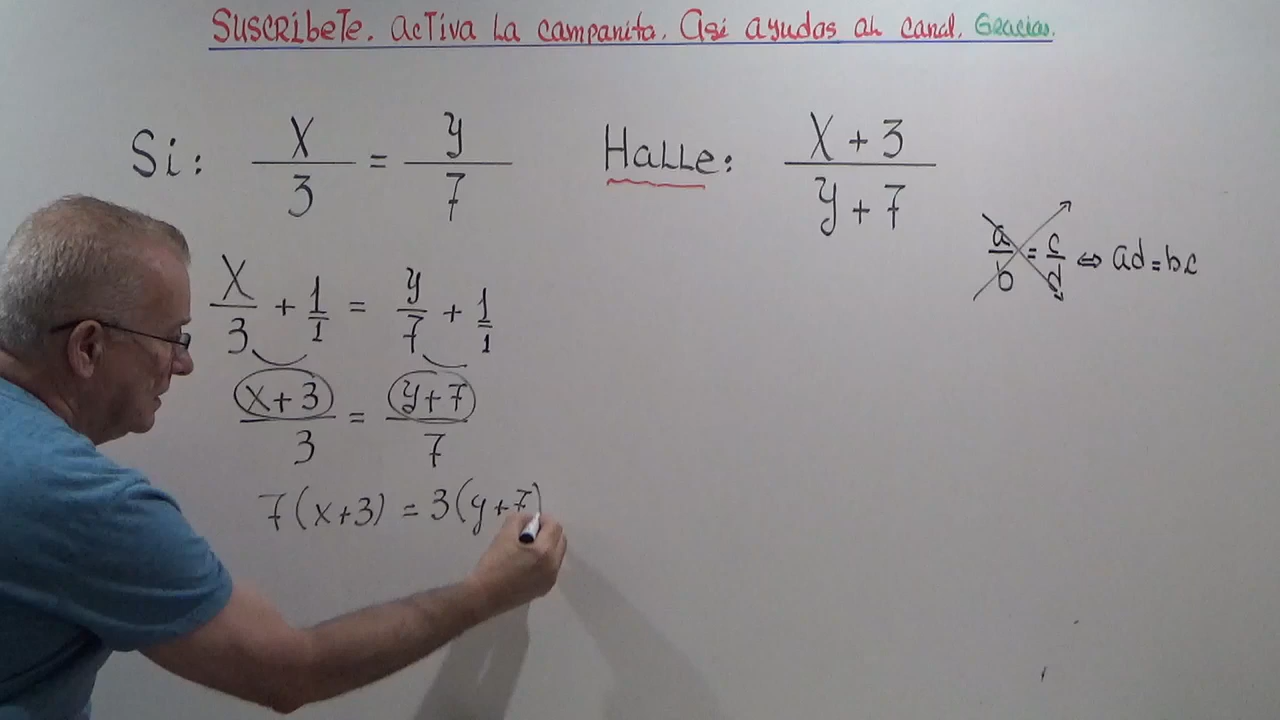 Suscribete. Activa la campanita. Asi ayudas al canal. Gracias.
Si: x/3 = y/7 Halle: x + 3 / y + 7
a/b = c/d ⇔ ad = bc
x/3 + 1/1 = y/7 + 1/1
(x + 3)/3 = (y + 7)/7
7(x+3) = 3(y+7)